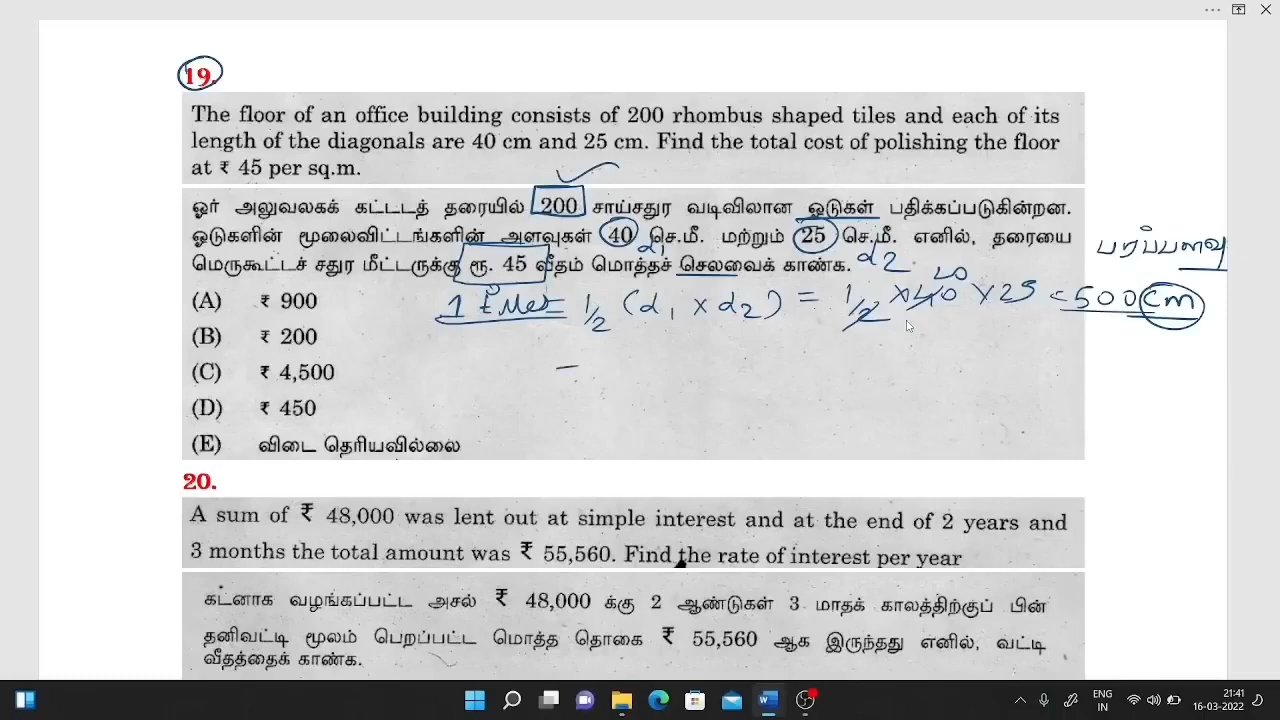 19.
The floor of an office building consists of 200 rhombus shaped tiles and each of its
length of the diagonals are 40 cm and 25 cm. Find the total cost of polishing the floor
at ₹ 45 per sq.m.
ஓர் அலுவலகக் கட்டடத் தரையில் 200 சாய்சதுர வடிவிலான ஓடுகள் பதிக்கப்படுகின்றன.
ஓடுகளின் மூலைவிட்டங்களின் அளவுகள் 40 செ.மீ. மற்றும் 25 செ.மீ. எனில், தரையை
பரப்பளவு
மெருகூட்டச் சதுர மீட்டருக்கு ரூ. 45 வீதம் மொத்தச் செலவைக் காண்க.
d1 d2
(A) ₹ 900
1 tile = 1/2 (d1 x d2) = 1/2 x 40 x 25 = 500 cm
20
(B) ₹ 200
(C) ₹ 4,500
(D) ₹ 450
(E) விடை தெரியவில்லை
20.
A sum of ₹ 48,000 was lent out at simple interest and at the end of 2 years and
3 months the total amount was ₹ 55,560. Find the rate of interest per year
கடனாக வழங்கப்பட்ட அசல் ₹ 48,000 க்கு 2 ஆண்டுகள் 3 மாதக் காலத்திற்குப் பின்
தனிவட்டி மூலம் பெறப்பட்ட மொத்த தொகை ₹ 55,560 ஆக இருந்தது எனில், வட்டி
வீதத்தைக் காண்க.
ENG
IN
21:41
16-03-2022